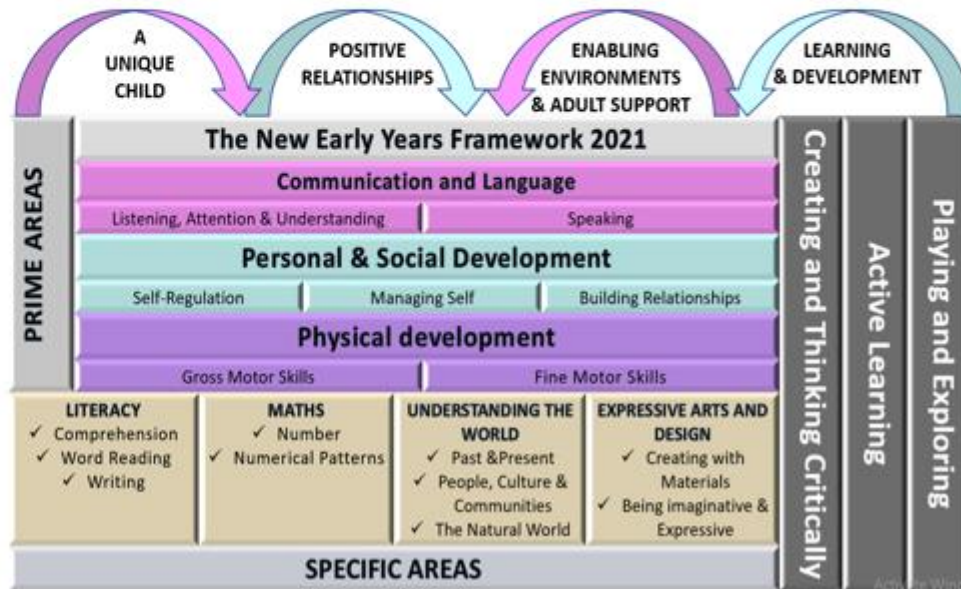 A
UNIQUE
CHILD
POSITIVE
RELATIONSHIPS
ENABLING
ENVIRONMENTS
& ADULT SUPPORT
LEARNING
& DEVELOPMENT
PRIME AREAS
The New Early Years Framework 2021
Communication and Language
Listening, Attention & Understanding
Speaking
Personal & Social Development
Self-Regulation
Managing Self
Building Relationships
Physical development
Gross Motor Skills
Fine Motor Skills
LITERACY
✓ Comprehension
✓ Word Reading
✓ Writing
MATHS
✓ Number
✓ Numerical Patterns
UNDERSTANDING THE
WORLD
✓ Past &Present
✓ People, Culture &
Communities
✓ The Natural World
EXPRESSIVE ARTS AND
DESIGN
✓ Creating with
Materials
✓ Being imaginative &
Expressive
SPECIFIC AREAS
Creating and Thinking Critically
Active Learning
Playing and Exploring